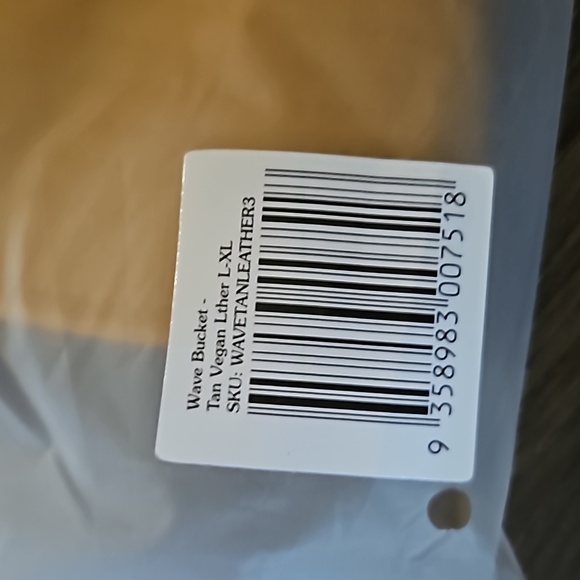 Wave Bucket -
Tan Vegan Lther L-XL
SKU: WAVETANLEATHER3
9 358983 007518